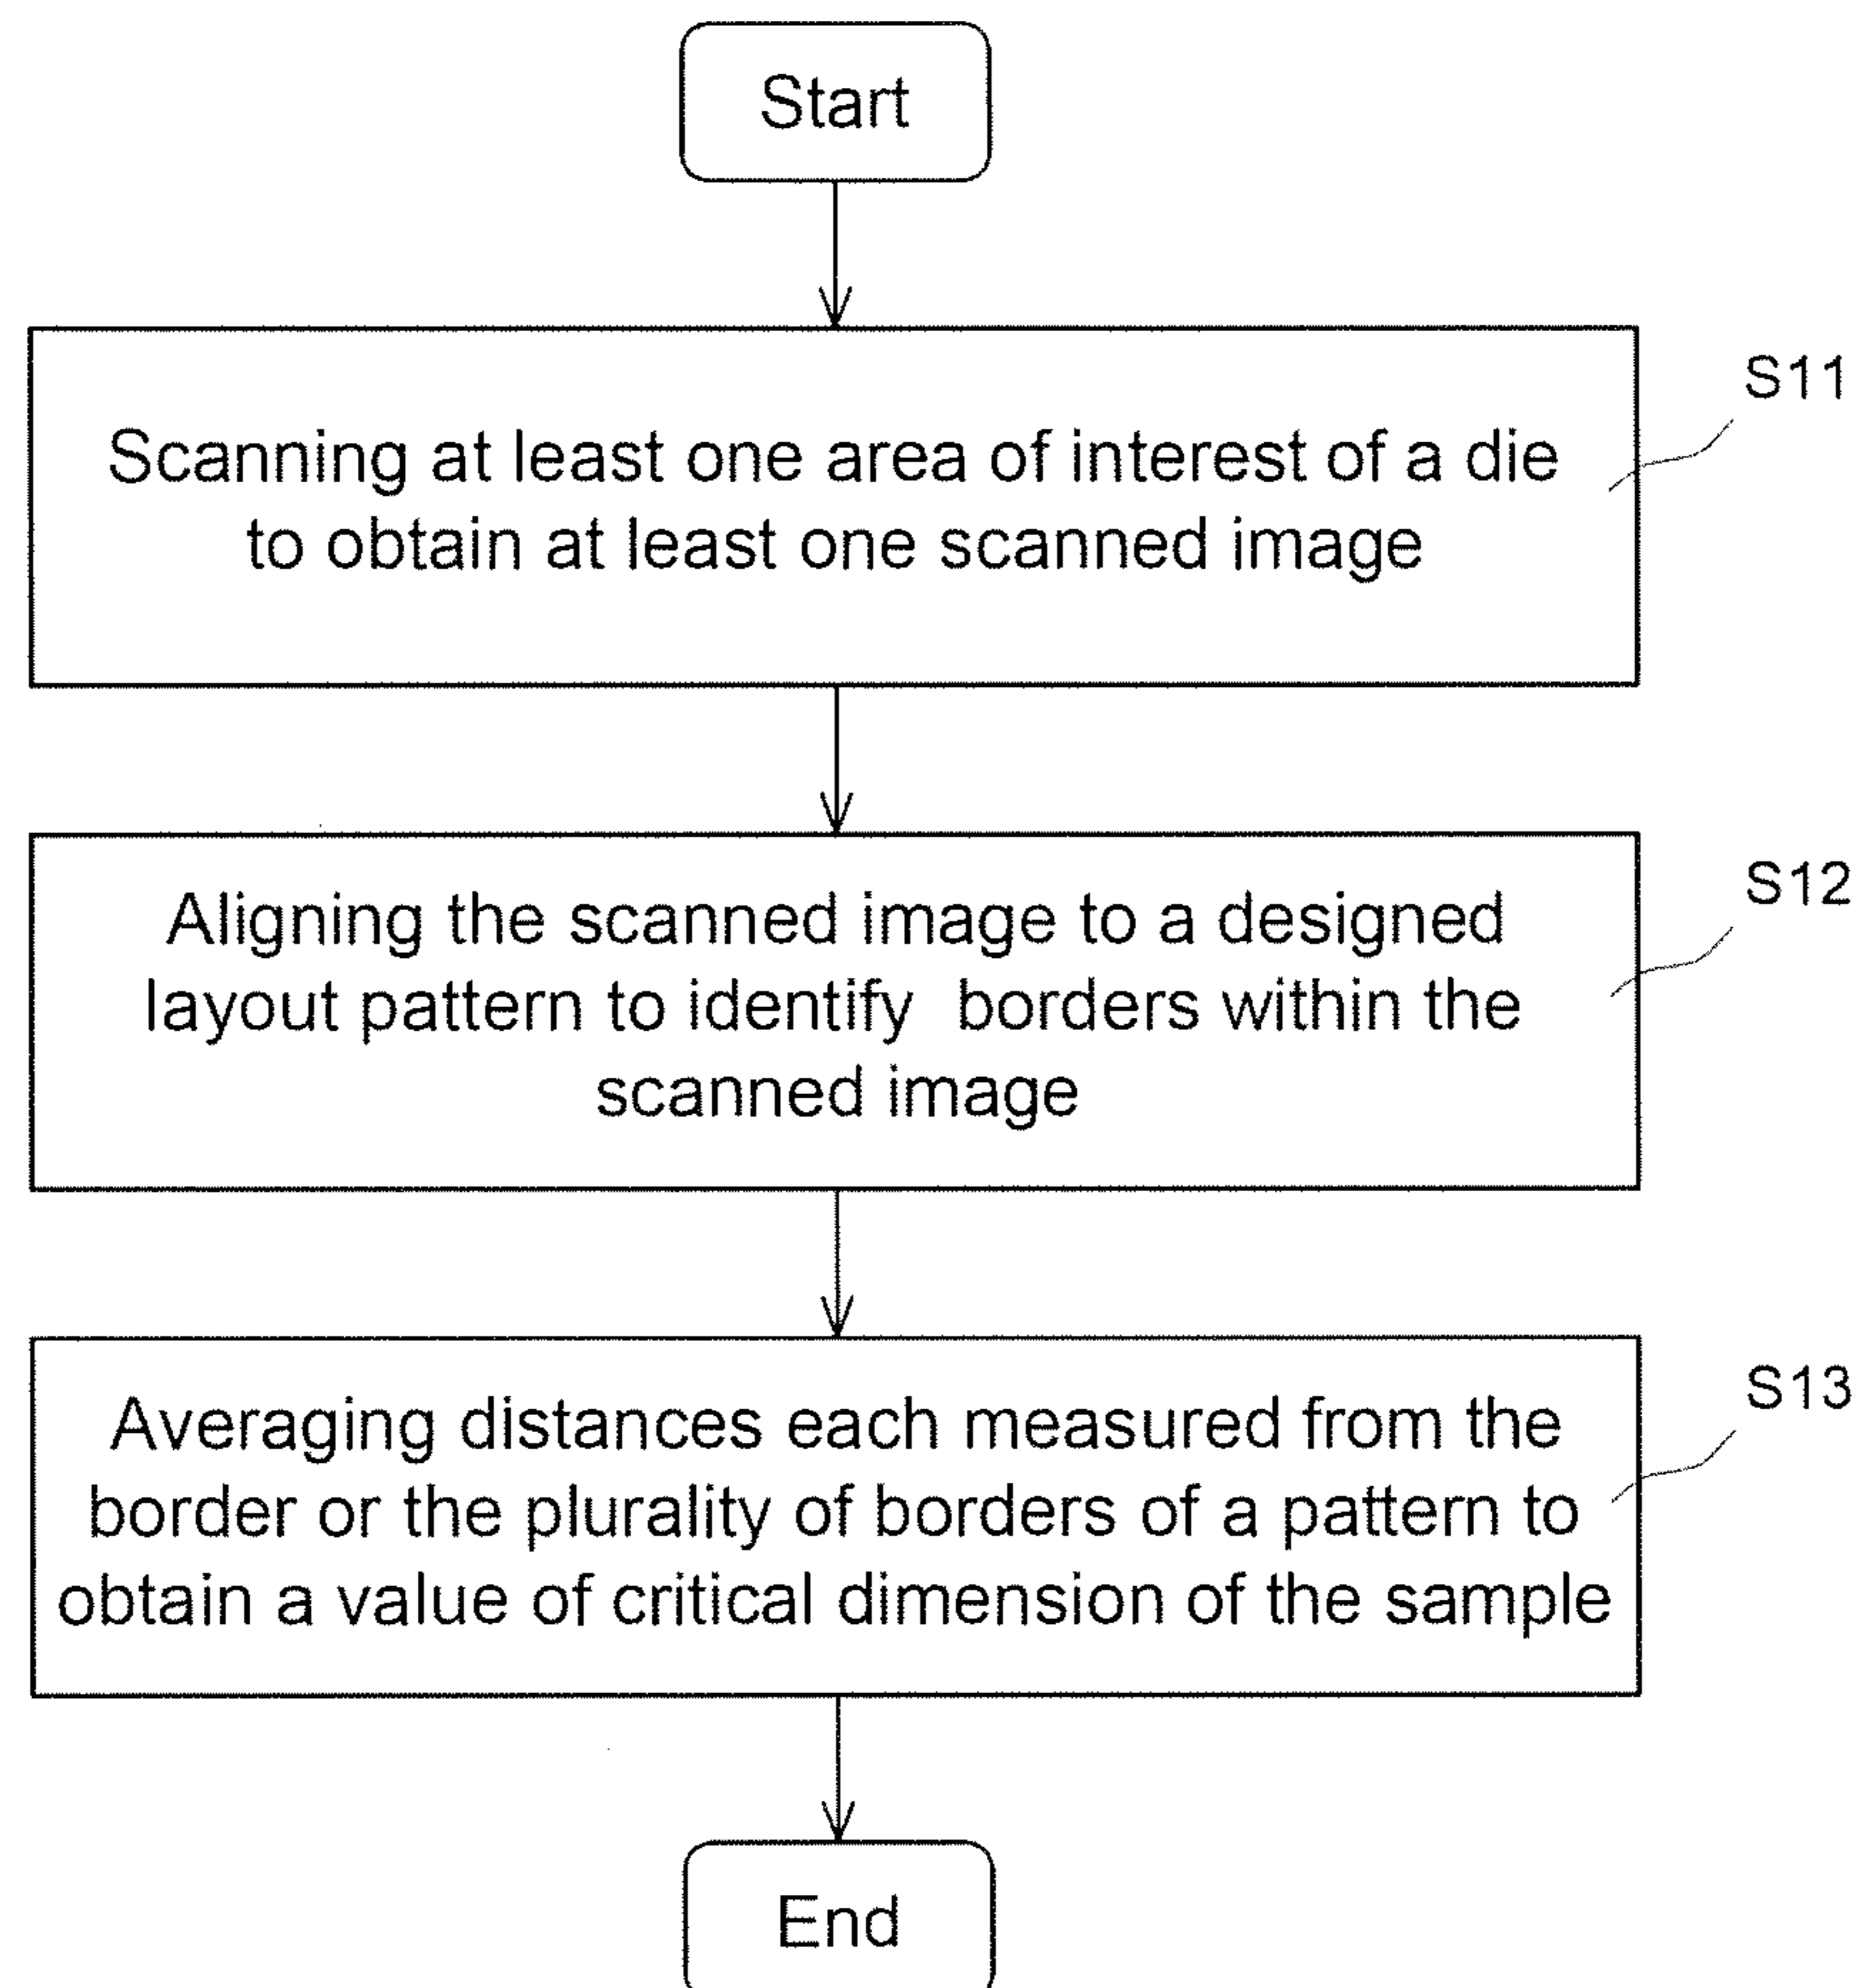 Start
S11
Scanning at least one area of interest of a die
to obtain at least one scanned image
S12
Aligning the scanned image to a designed
layout pattern to identify borders within the
scanned image
S13
Averaging distances each measured from the
border or the plurality of borders of a pattern to
obtain a value of critical dimension of the sample
End